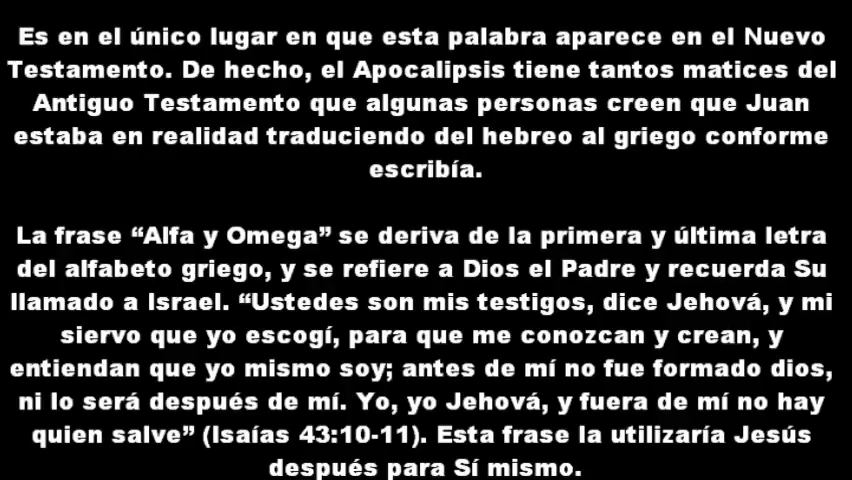 Es en el único lugar en que esta palabra aparece en el Nuevo
Testamento. De hecho, el Apocalipsis tiene tantos matices del
Antiguo Testamento que algunas personas creen que Juan
estaba en realidad traduciendo del hebreo al griego conforme
escribía.
La frase “Alfa y Omega” se deriva de la primera y última letra
del alfabeto griego, y se refiere a Dios el Padre y recuerda Su
llamado a Israel. “Ustedes son mis testigos, dice Jehová, y mi
siervo que yo escogí, para que me conozcan y crean, y
entiendan que yo mismo soy; antes de mí no fue formado dios,
ni lo será después de mí. Yo, yo Jehová, y fuera de mí no hay
quien salve” (Isaías 43:10-11). Esta frase la utilizaría Jesús
después para Sí mismo.